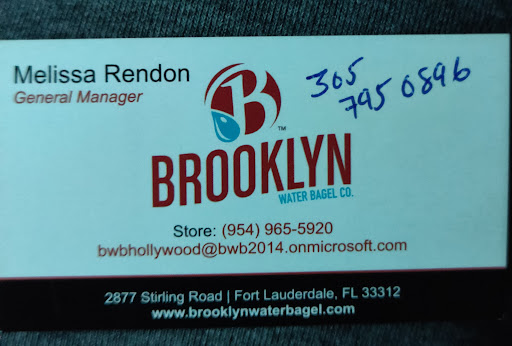 Melissa Rendon
General Manager
305
795 0896
B
TM
BROOKLYN
WATER BAGEL CO.
Store: (954) 965-5920
bwbhollywood@bwb2014.onmicrosoft.com
2877 Stirling Road | Fort Lauderdale, FL 33312
www.brooklynwaterbagel.com